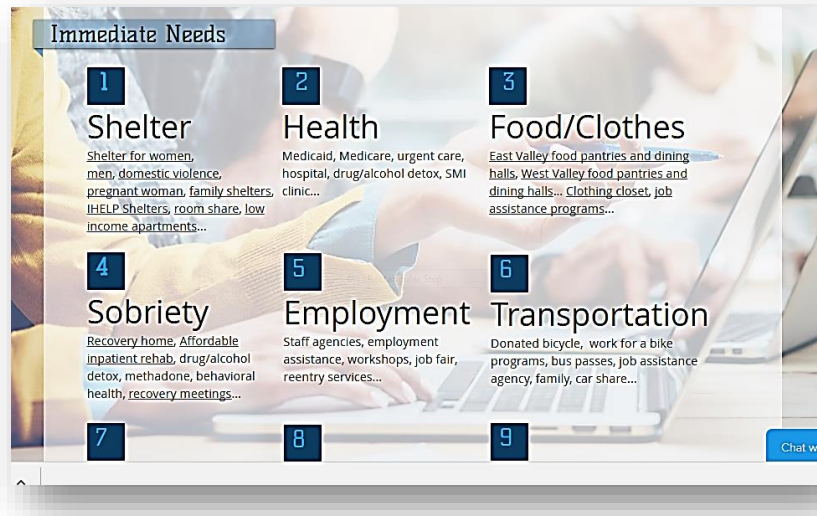 Immediate Needs
1
Shelter
Shelter for women,
men, domestic violence,
pregnant woman, family shelters,
IHELP Shelters, room share, low
income apartments...
2
Health
Medicaid, Medicare, urgent care,
hospital, drug/alcohol detox, SMI
clinic...
3
Food/Clothes
East Valley food pantries and dining
halls, West Valley food pantries and
dining halls... Clothing closet, job
assistance programs...
4
Sobriety
Recovery home, Affordable
inpatient rehab, drug/alcohol
detox, methadone, behavioral
health, recovery meetings...
5
Employment
Staff agencies, employment
assistance, workshops, job fair,
reentry services...
6
Transportation
Donated bicycle, work for a bike
programs, bus passes, job assistance
agency, family, car share...
7
8
9
Chat w